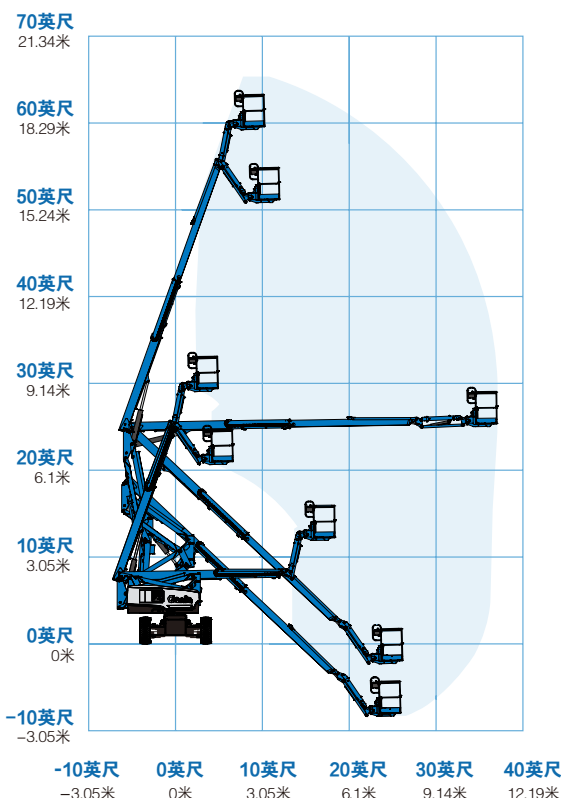 70英尺
21.34米
60英尺
18.29米
50英尺
15.24米
40英尺
12.19米
30英尺
9.14米
20英尺
6.1米
10英尺
3.05米
Genie
0英尺
0米
-10英尺
-3.05米
-10英尺 0英尺 10英尺 20英尺 30英尺 40英尺
-3.05米 0米 3.05米 6.1米 9.14米 12.19米